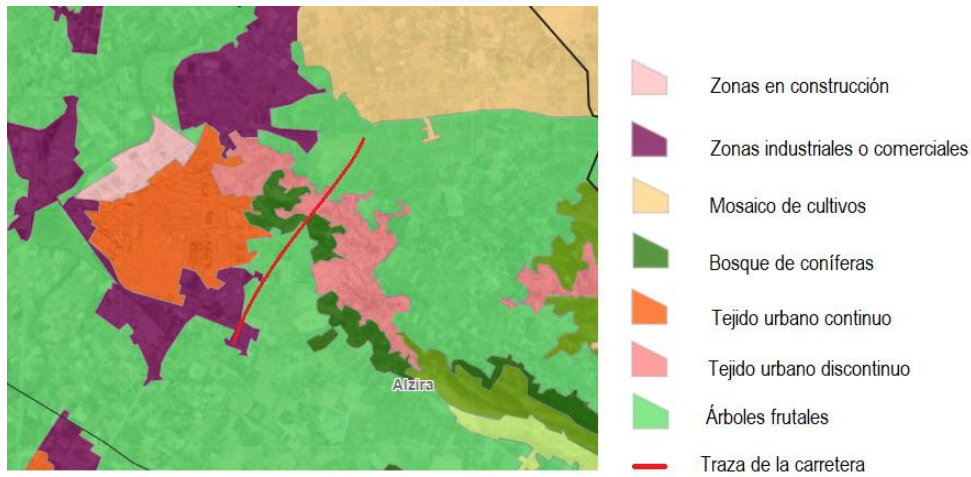 Zonas en construcción
Zonas industriales o comerciales
Mosaico de cultivos
Bosque de coníferas
Tejido urbano continuo
Tejido urbano discontinuo
Alzira
Árboles frutales
Traza de la carretera